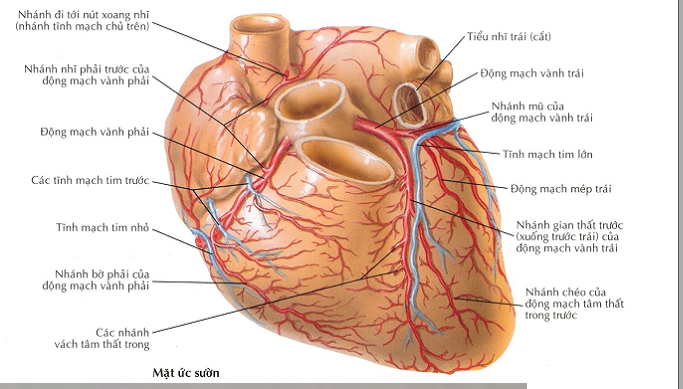 Nhánh đi tới nút xoang nhĩ
(nhánh tĩnh mạch chủ trên)
Nhánh nhĩ phải trước của
động mạch vành phải
Động mạch vành phải
Các tĩnh mạch tim trước
Tĩnh mạch tim nhỏ
Nhánh bờ phải của
động mạch vành phải
Các nhánh
vách tâm thất trong
Tiểu nhĩ trái (cắt)
Động mạch vành trái
Nhánh mũ của
động mạch vành trái
Tĩnh mạch tim lớn
Động mạch mép trái
Nhánh gian thất trước
(xuống trước trái) của
động mạch vành trái
Nhánh chéo của
động mạch tâm thất
trong trước
Mặt ức sườn